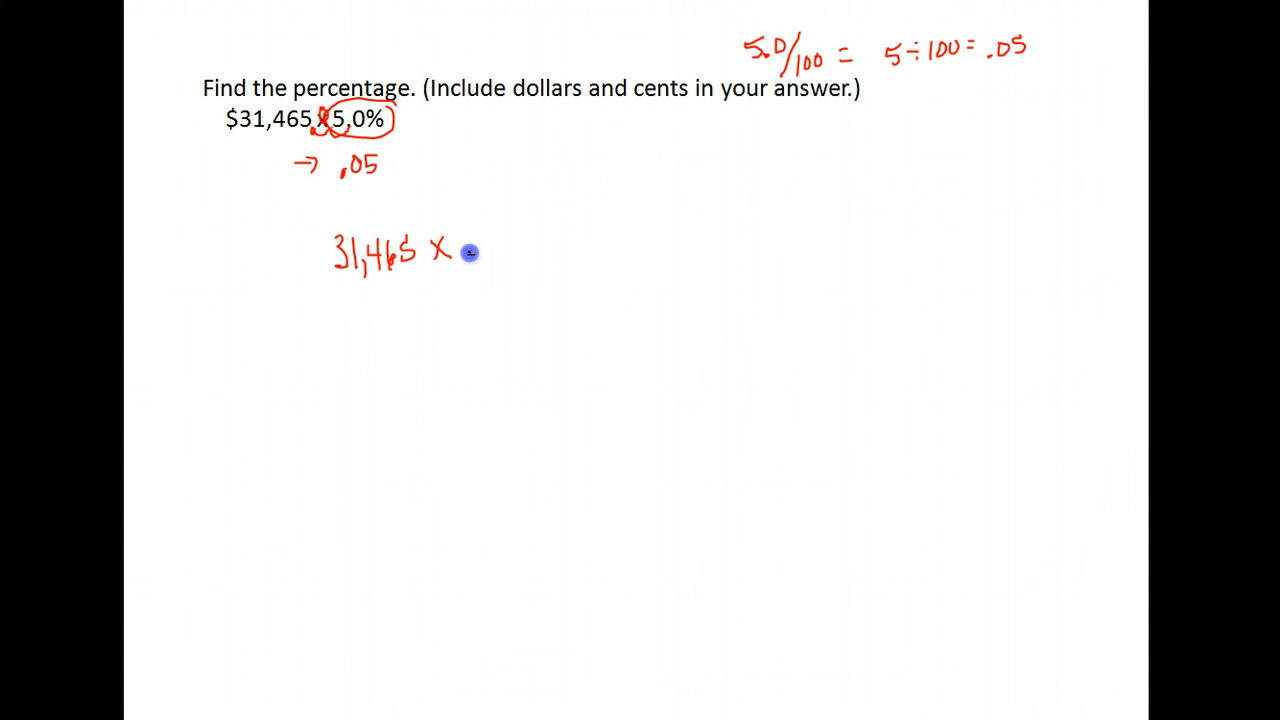 5.0/100 = 5÷100= .05
Find the percentage. (Include dollars and cents in your answer.)
$31,465 x 5.0%
→ .05
31,465 x